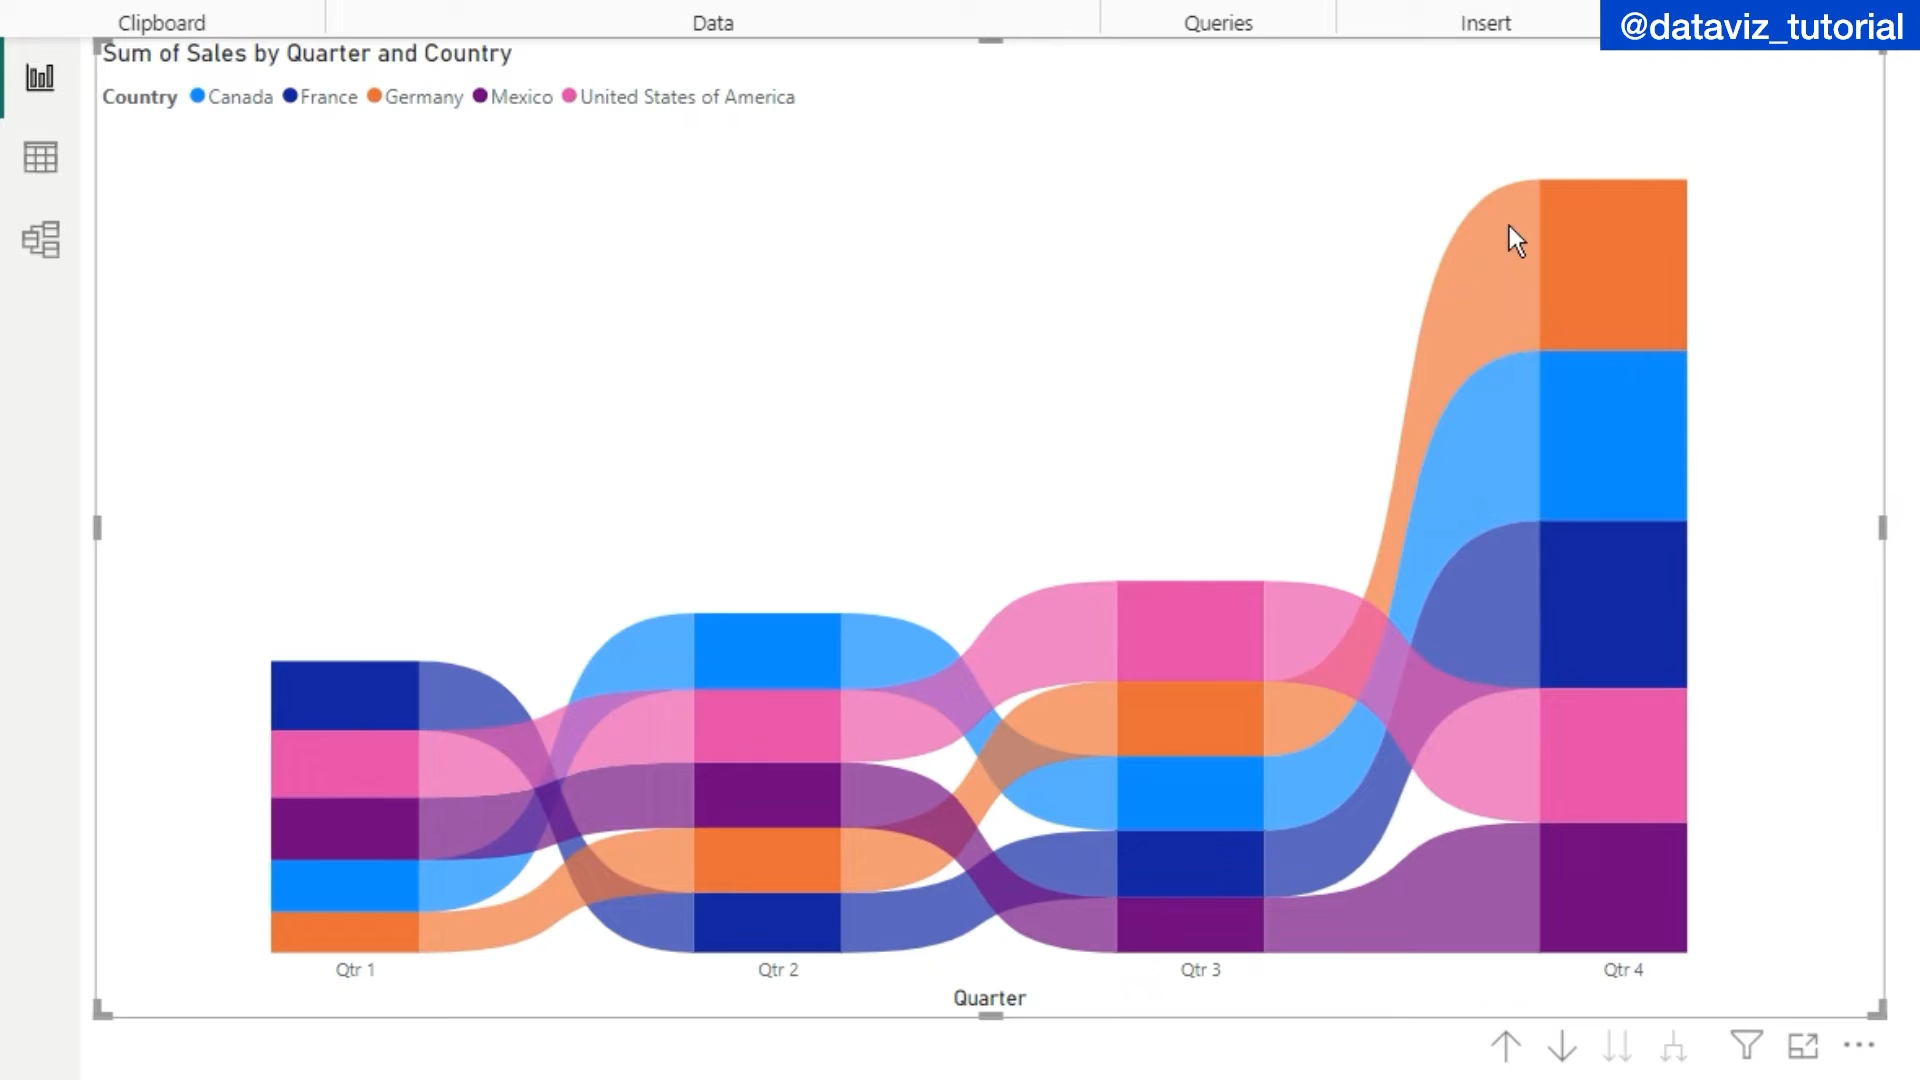 Clipboard Data Queries Insert
@dataviz_tutorial
Sum of Sales by Quarter and Country
Country Canada France Germany Mexico United States of America
Qtr 1 Qtr 2 Qtr 3 Qtr 4
Quarter